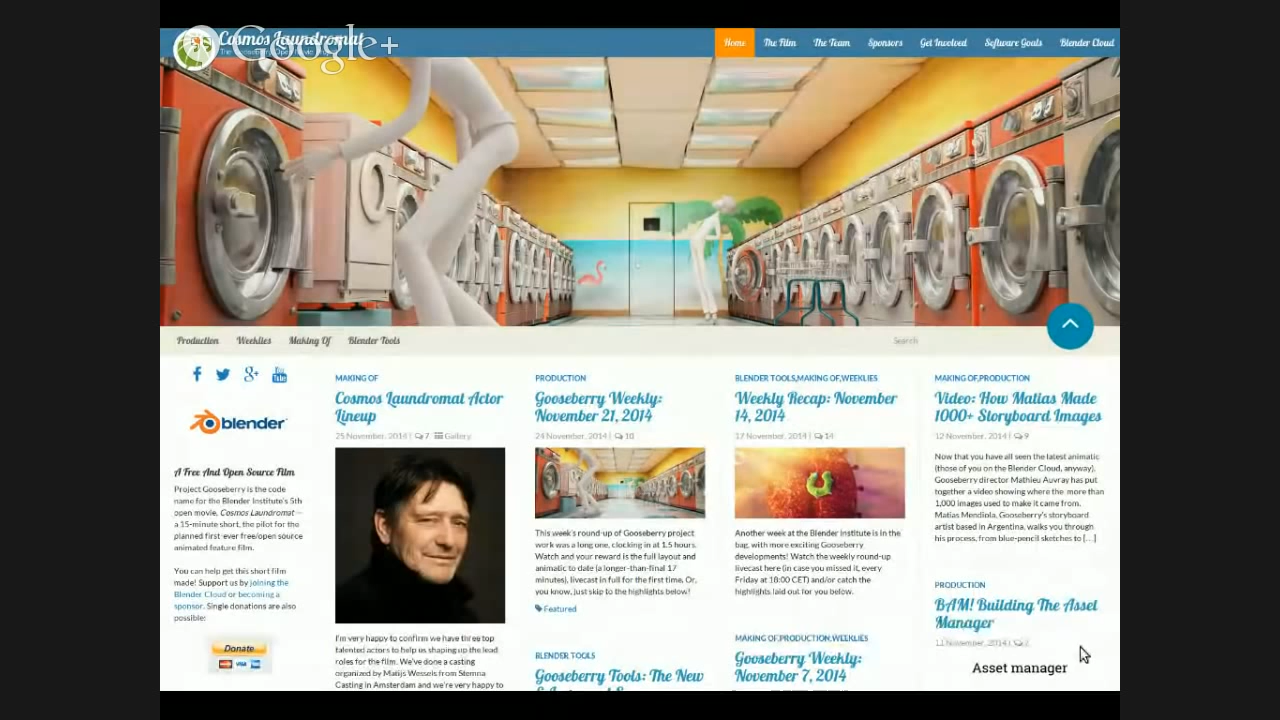 Cosmos Laundromat
Google+
Home
The Film
The Team
Sponsors
Get Involved
Software Goals
Blender Cloud
Production
Weeklies
Making Of
Blender Tools
Search
blender
A Free And Open Source Film
Project Gooseberry is the code
name for the Blender Institute's 5th
open movie, Cosmos Laundromat —
a 15-minute short, the pilot for the
planned first-ever free/open source
animated feature film.
You can help get this short film
made! Support us by joining the
Blender Cloud or becoming a
sponsor. Single donations are also
possible:
Donate
VISA
MAKING OF
Cosmos Laundromat Actor
Lineup
25 November, 2014 | 7 Gallery
I'm very happy to confirm we have three top
talented actors to help us shaping up the lead
roles for the film. We've done a casting
organized by Matijs Wessels from Stemna
Casting in Amsterdam and we're very happy to
PRODUCTION
Gooseberry Weekly:
November 21, 2014
24 November, 2014 | 10
This week's round-up of Gooseberry project
work was a long one, clocking in at 1.5 hours.
Watch and your reward is the full layout and
animatic to date (a longer-than-final 17
minutes), livecast in full for the first time. Or,
you know, just skip to the highlights below!
Featured
BLENDER TOOLS
Gooseberry Tools: The New
BLENDER TOOLS,MAKING OF,WEEKLIES
Weekly Recap: November
14, 2014
17 November, 2014 | 14
Another week at the Blender Institute is in the
bag, with more exciting Gooseberry
developments! Watch the weekly round-up
livecast here (in case you missed it, every
Friday at 18:00 CET) and/or catch the
highlights laid out for you below.
MAKING OF,PRODUCTION,WEEKLIES
Gooseberry Weekly:
November 7, 2014
MAKING OF,PRODUCTION
Video: How Matias Made
1000+ Storyboard Images
12 November, 2014 | 9
Now that you have all seen the latest animatic
(those of you on the Blender Cloud, anyway),
Gooseberry director Mathieu Auvray has put
together a video showing where the more than
1,000 images used to make it came from.
Matias Mendiola, Gooseberry's storyboard
artist based in Argentina, walks you through
his process, from blue-pencil sketches to [...]
PRODUCTION
BAM! Building The Asset
Manager
11 November, 2014 |
Asset manager